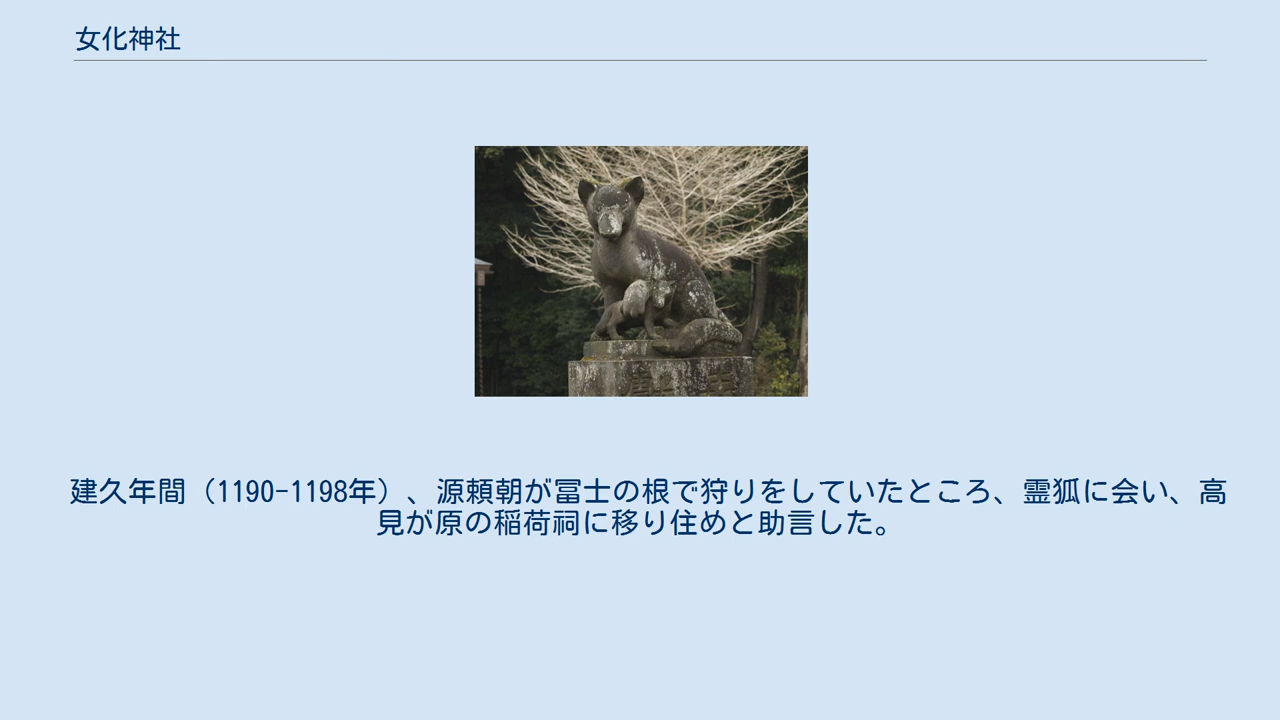 女化神社
建久年間（1190-1198年）、源頼朝が冨士の根で狩りをしていたところ、霊狐に会い、高
見が原の稲荷祠に移り住めと助言した。